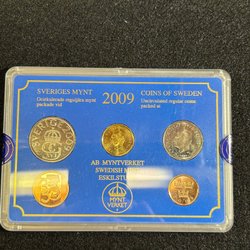 SVERIGES MYNT
Ocirkulerade reguljära mynt
packade vid
2009
COINS OF SWEDEN
Uncirculated regular coins
packed at
AB MYNTVERKET
SWEDISH MINT
ESKILSTUNA
MYNT
VERKET